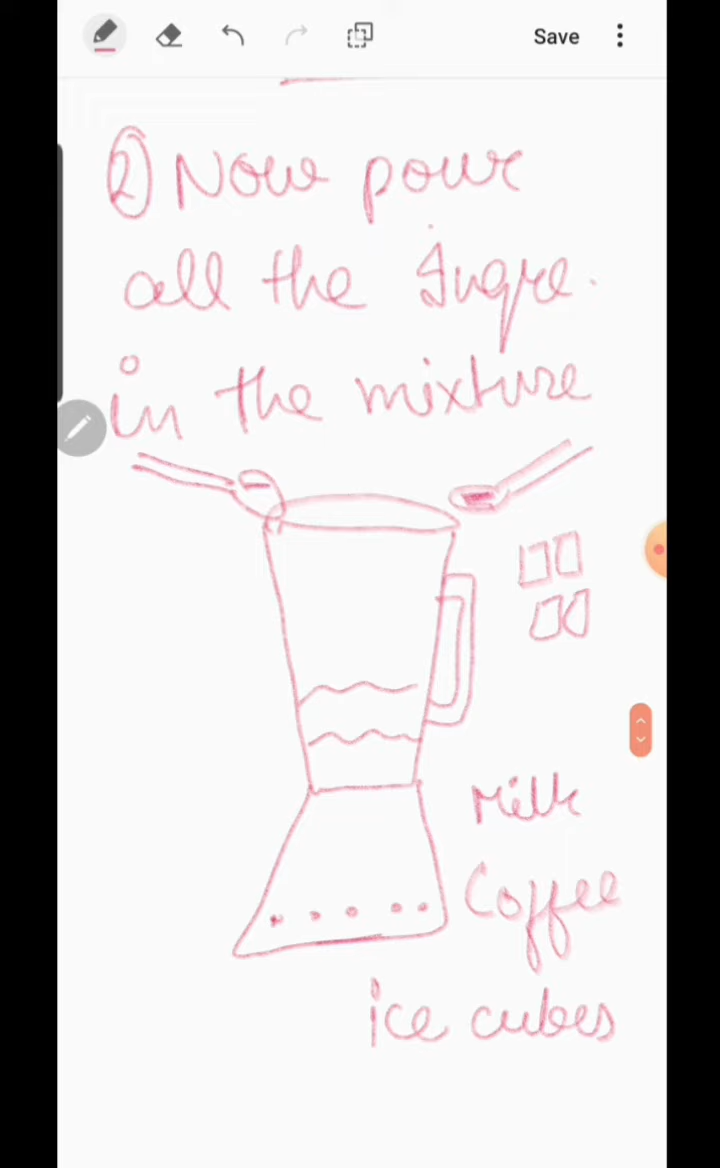 Save
② Now pour
all the Ingre.
in the mixture
Milk
Coffee
ice cubes